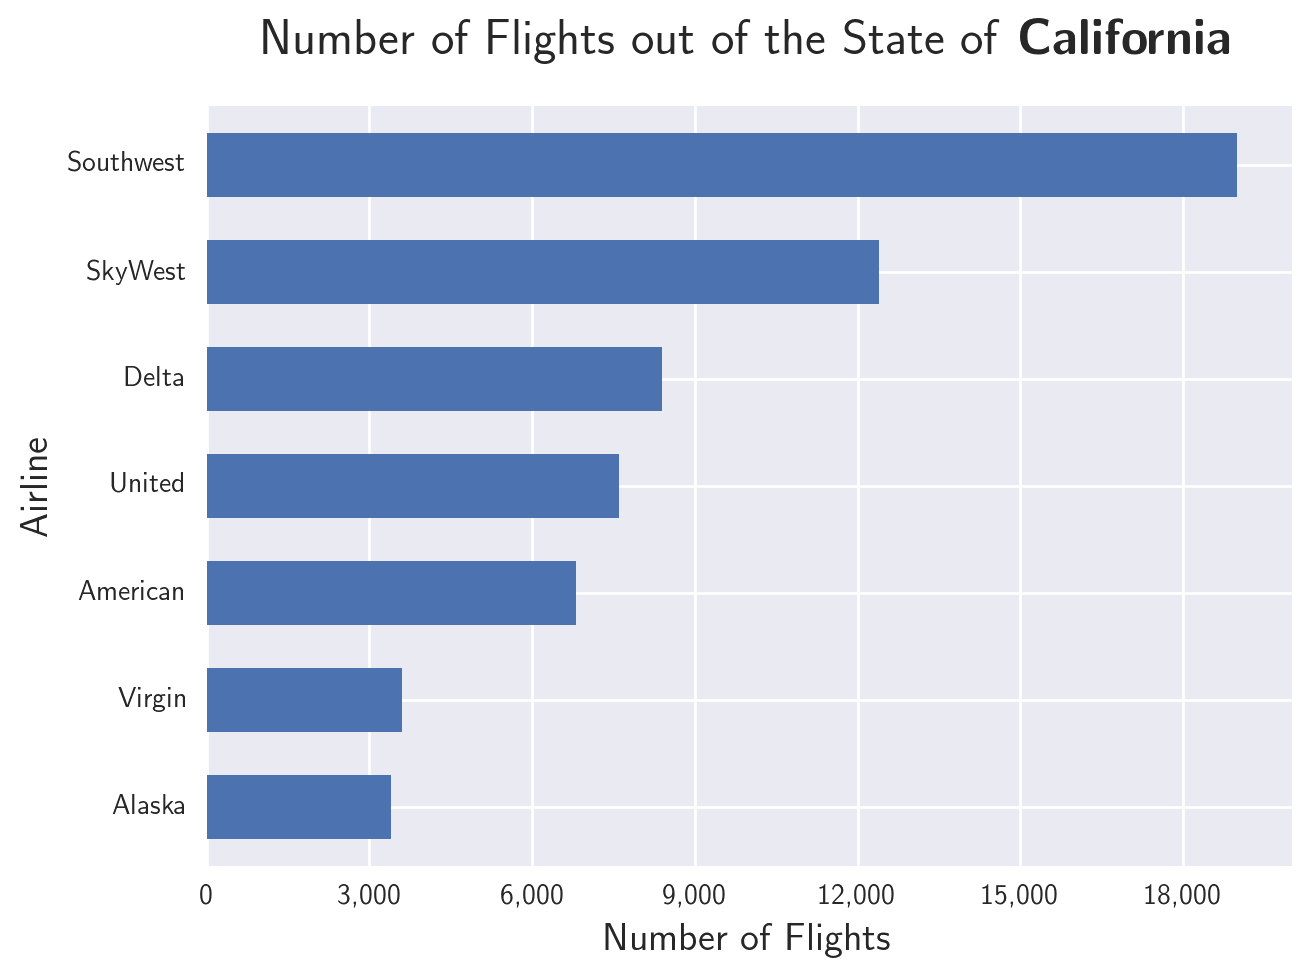 Number of Flights out of the State of California
Southwest
SkyWest
Delta
United
American
Virgin
Alaska
Airline
0 3,000 6,000 9,000 12,000 15,000 18,000
Number of Flights